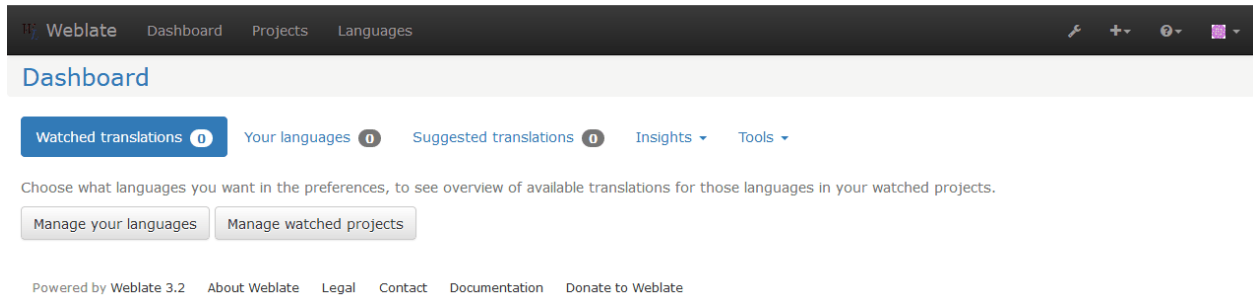 Weblate Dashboard Projects Languages
Dashboard
Watched translations 0 Your languages 0 Suggested translations 0 Insights Tools
Choose what languages you want in the preferences, to see overview of available translations for those languages in your watched projects.
Manage your languages Manage watched projects
Powered by Weblate 3.2 About Weblate Legal Contact Documentation Donate to Weblate